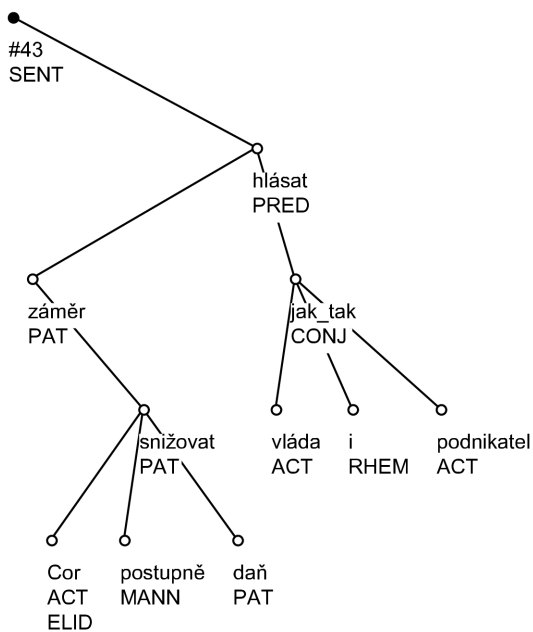 #43
SENT
hlásat
PRED
záměr
PAT
jak_tak
CONJ
snižovat
PAT
vláda
ACT
i
RHEM
podnikatel
ACT
Cor
ACT
ELID
postupně
MANN
daň
PAT